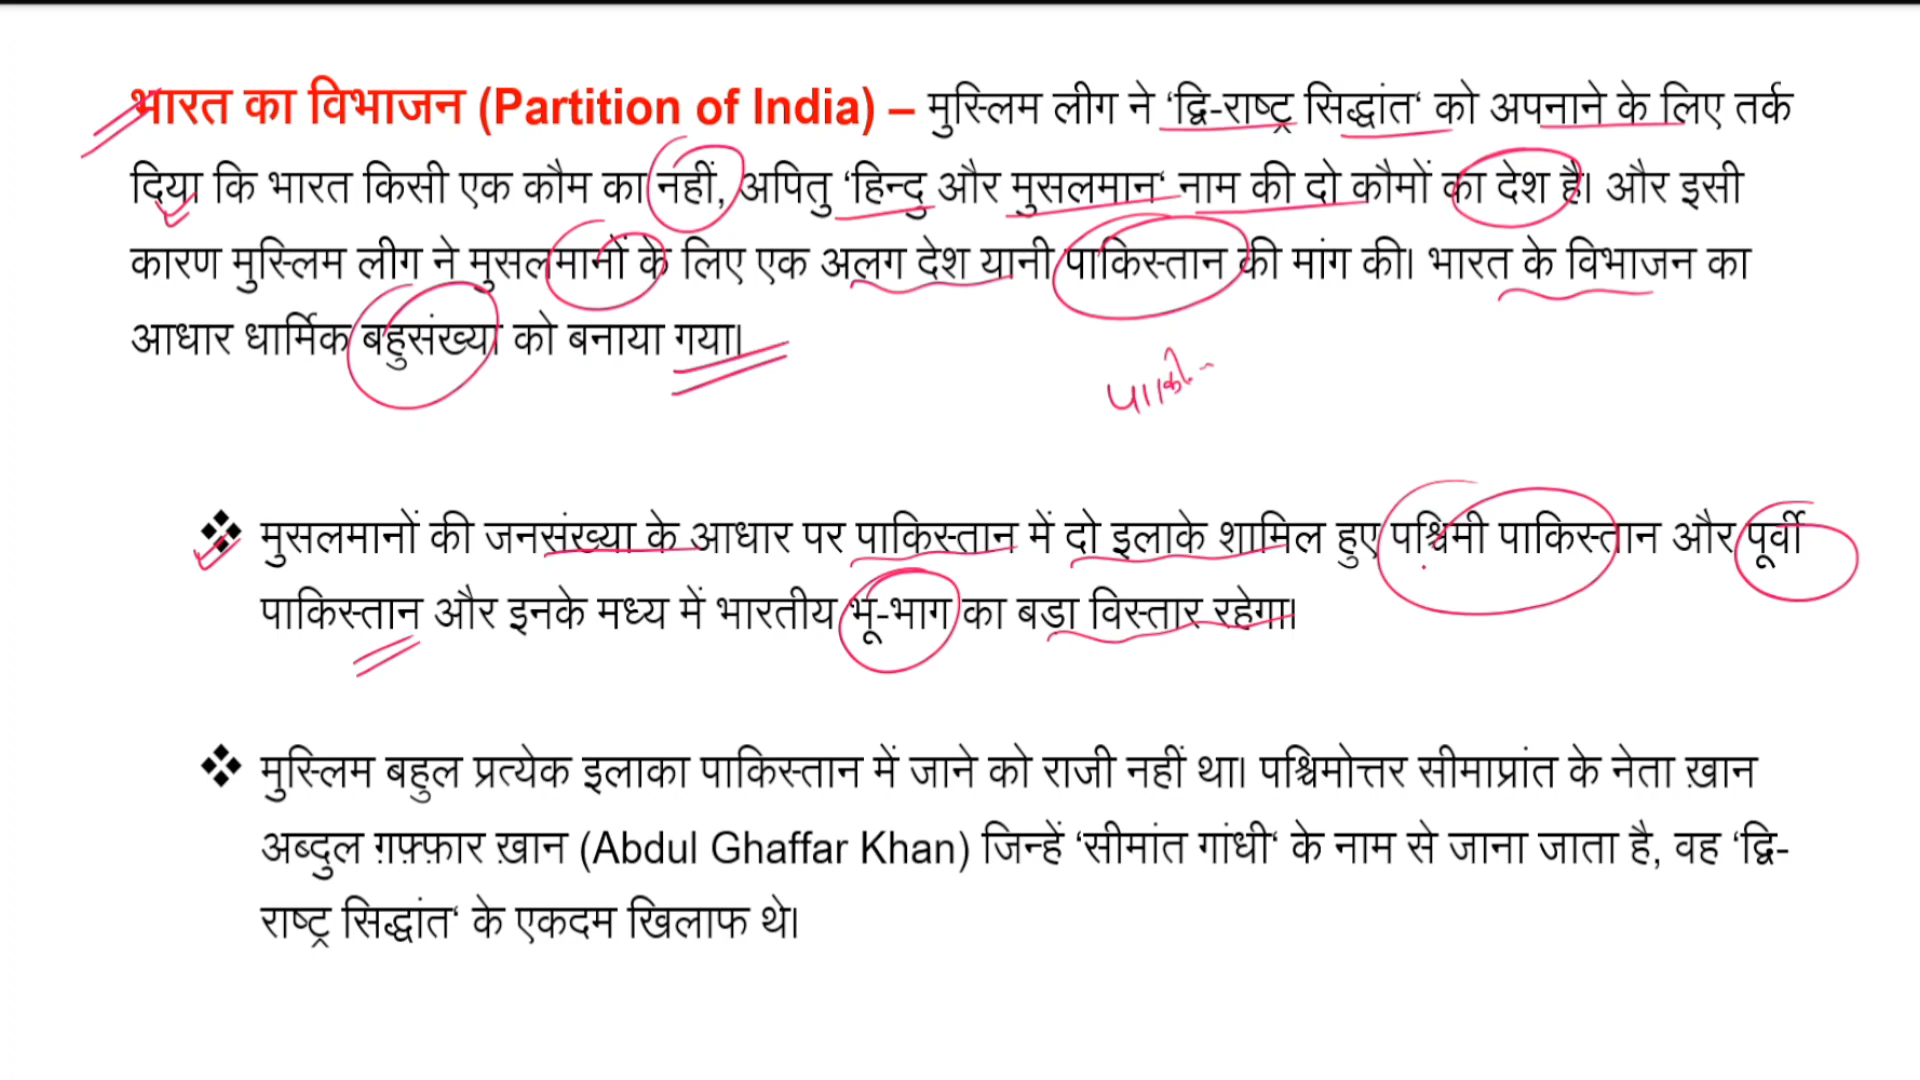 भारत का विभाजन (Partition of India) – मुस्लिम लीग ने ‘द्वि-राष्ट्र सिद्धांत‘ को अपनाने के लिए तर्क
दिया कि भारत किसी एक कौम का नहीं, अपितु ‘हिन्दु और मुसलमान‘ नाम की दो कौमों का देश है। और इसी
कारण मुस्लिम लीग ने मुसलमानों के लिए एक अलग देश यानी पाकिस्तान की मांग की। भारत के विभाजन का
आधार धार्मिक बहुसंख्या को बनाया गया।
❖ मुसलमानों की जनसंख्या के आधार पर पाकिस्तान में दो इलाके शामिल हुए पश्चिमी पाकिस्तान और पूर्वी
पाकिस्तान और इनके मध्य में भारतीय भू-भाग का बडा विस्तार रहेगा।
❖ मुस्लिम बहुल प्रत्येक इलाका पाकिस्तान में जाने को राजी नहीं था। पश्चिमोत्तर सीमाप्रांत के नेता ख़ान
अब्दुल ग़फ़्फ़ार ख़ान (Abdul Ghaffar Khan) जिन्हें ‘सीमांत गांधी‘ के नाम से जाना जाता है, वह ‘द्वि-
राष्ट्र सिद्धांत‘ के एकदम खिलाफ थे।